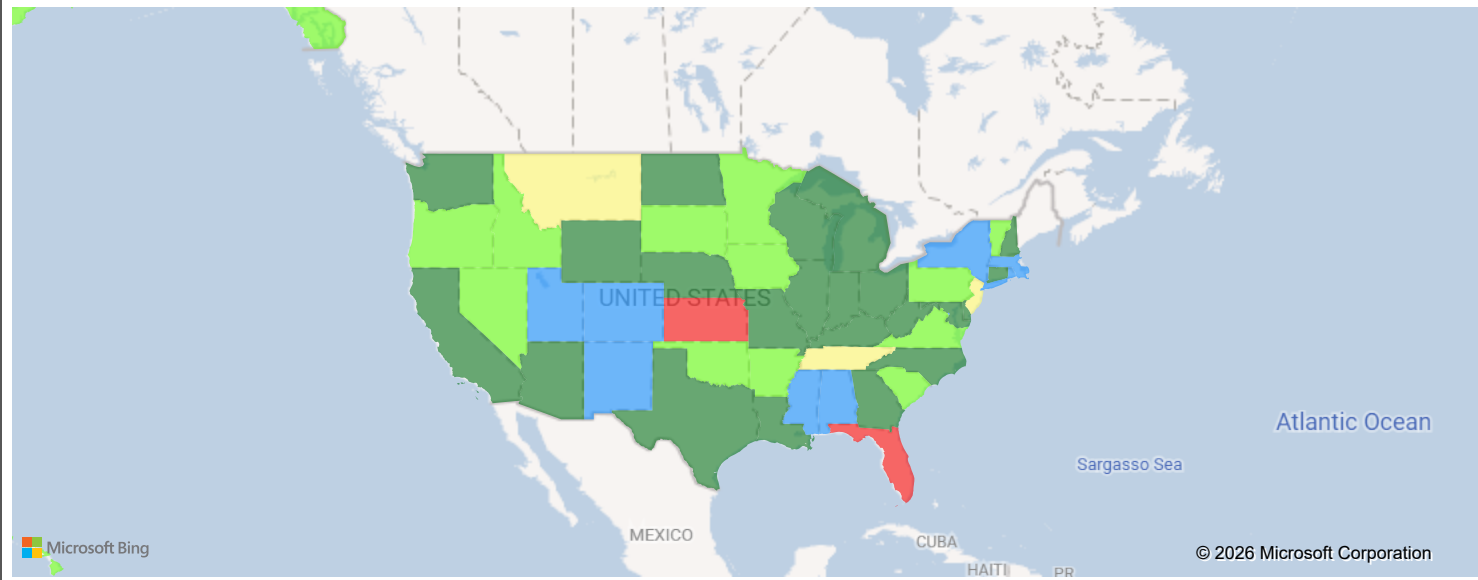 UNITED STATES
Atlantic Ocean
Sargasso Sea
MEXICO
CUBA
HAITI
PR
Microsoft Bing
© 2026 Microsoft Corporation